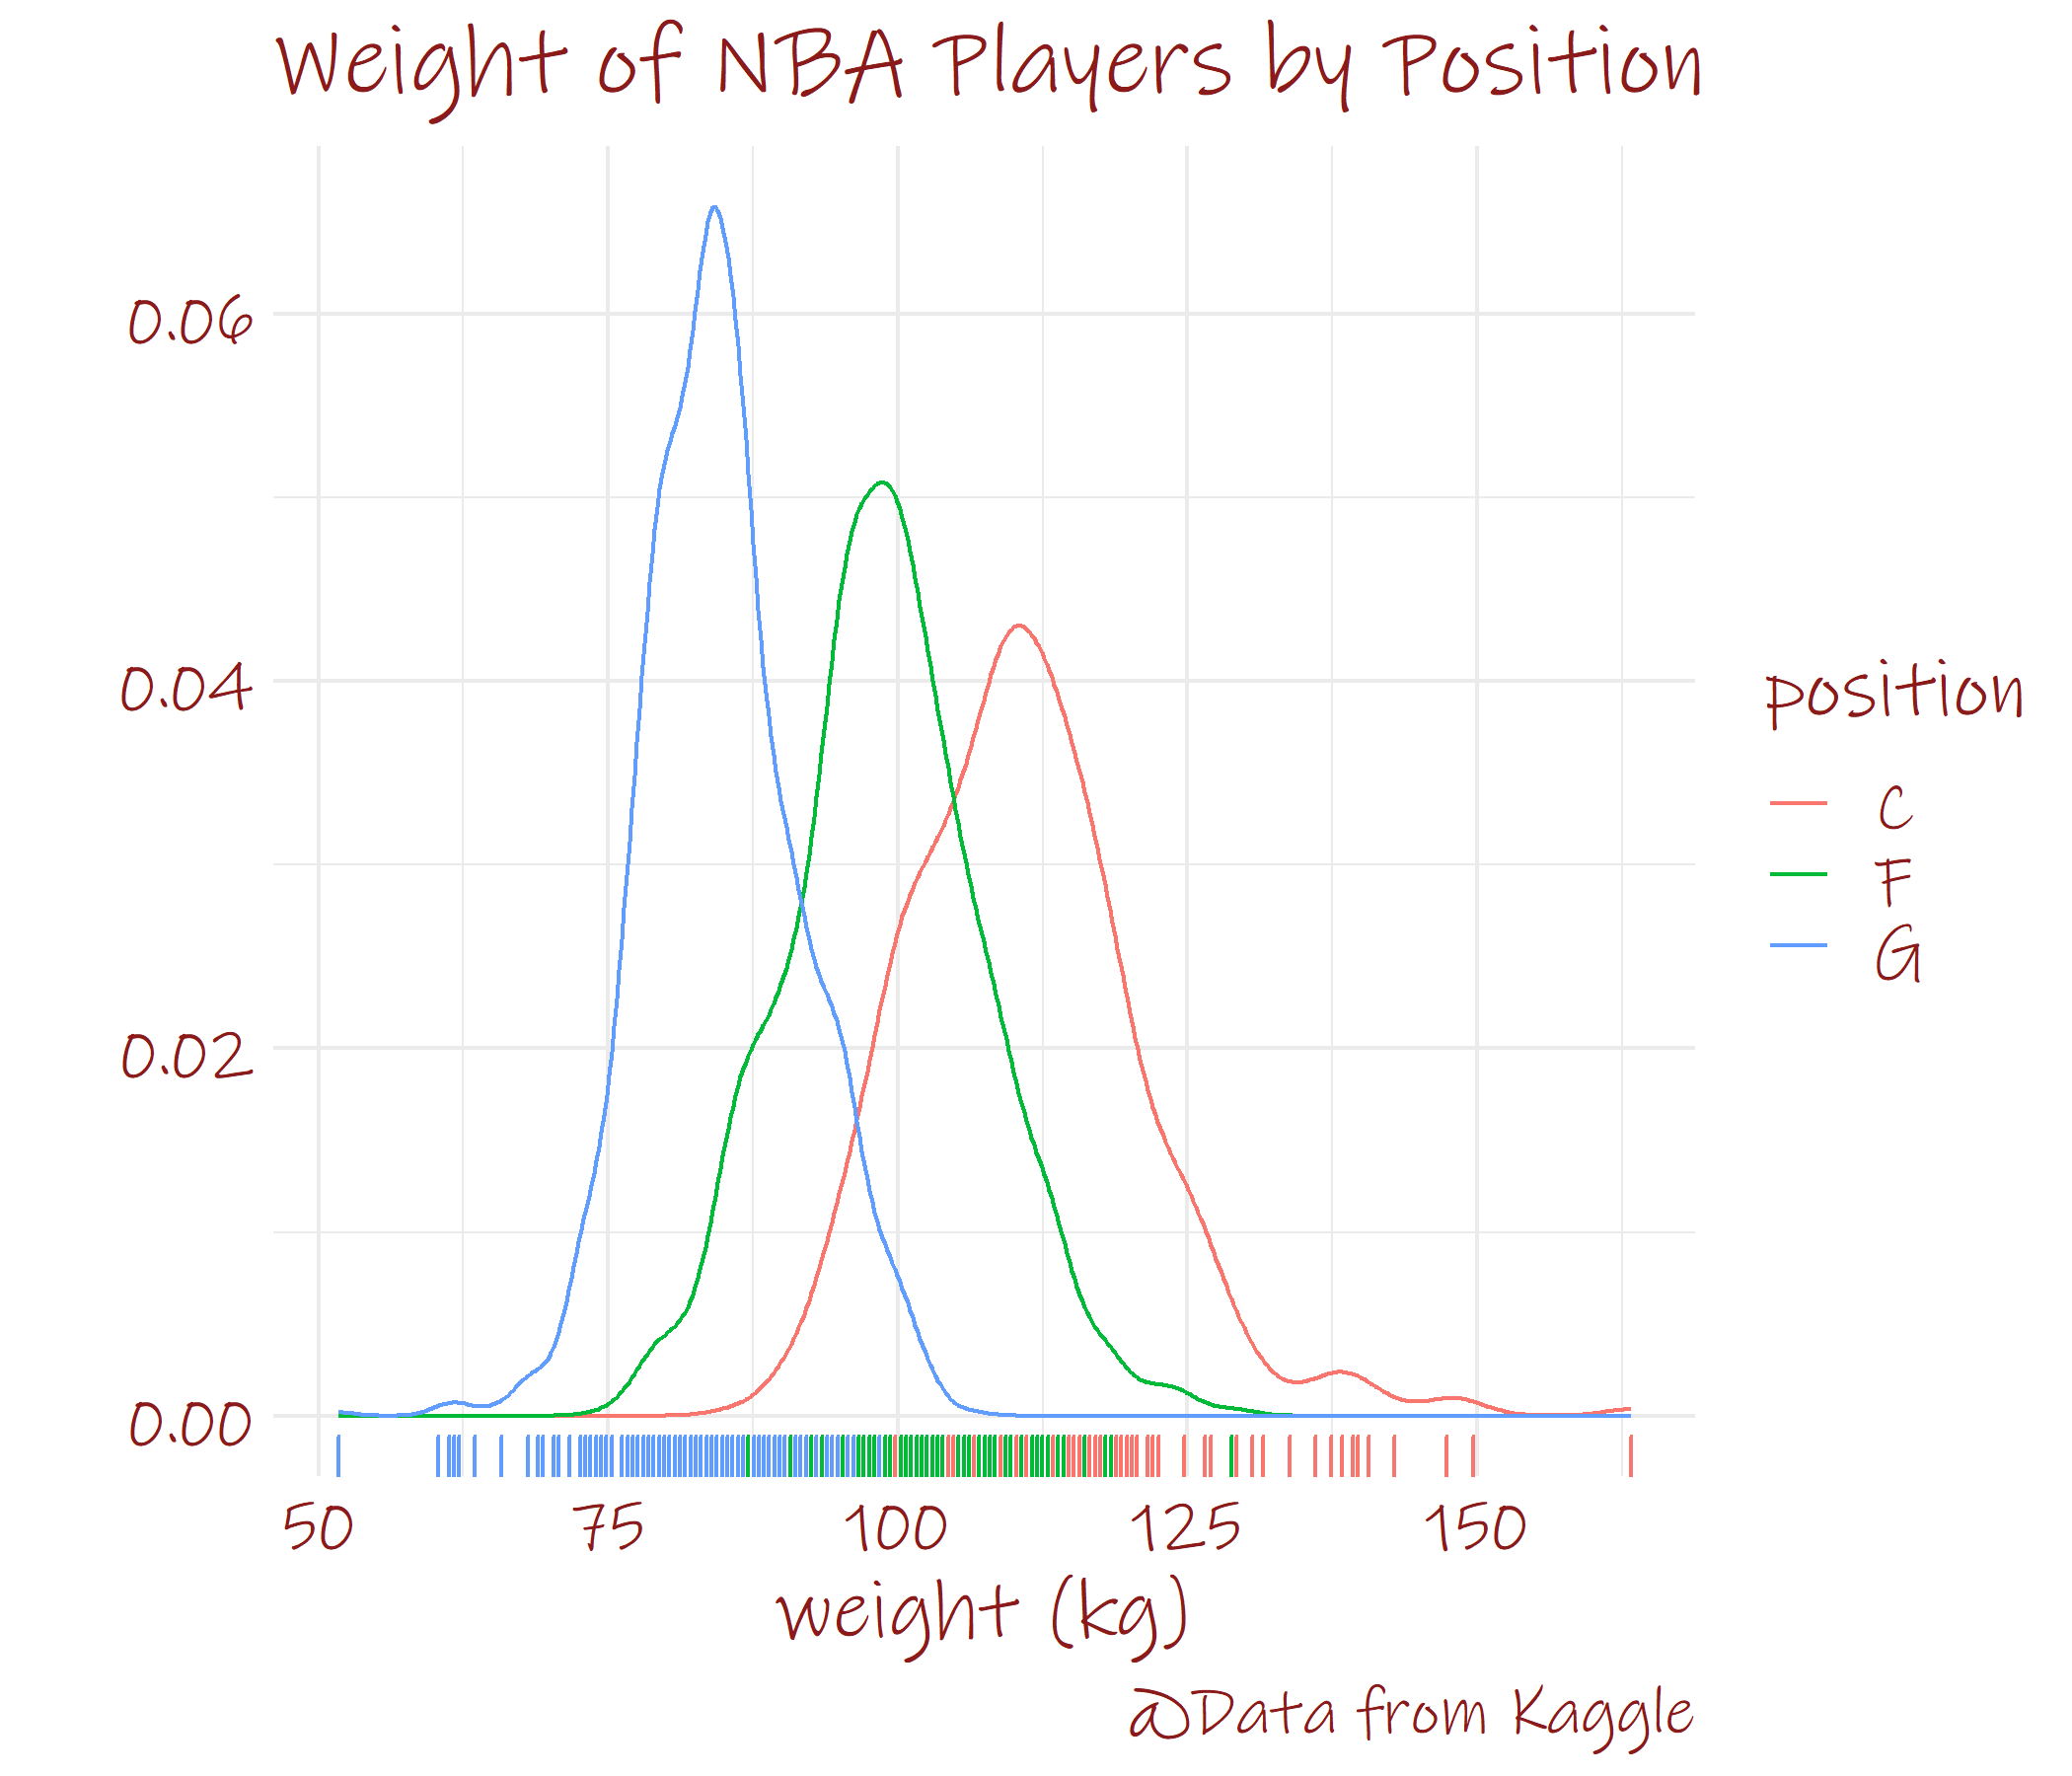 Weight of NBA Players by Position
0.06
0.04
0.02
0.00
position
C
F
G
50 75 100 125 150
weight (kg)
@Data from Kaggle